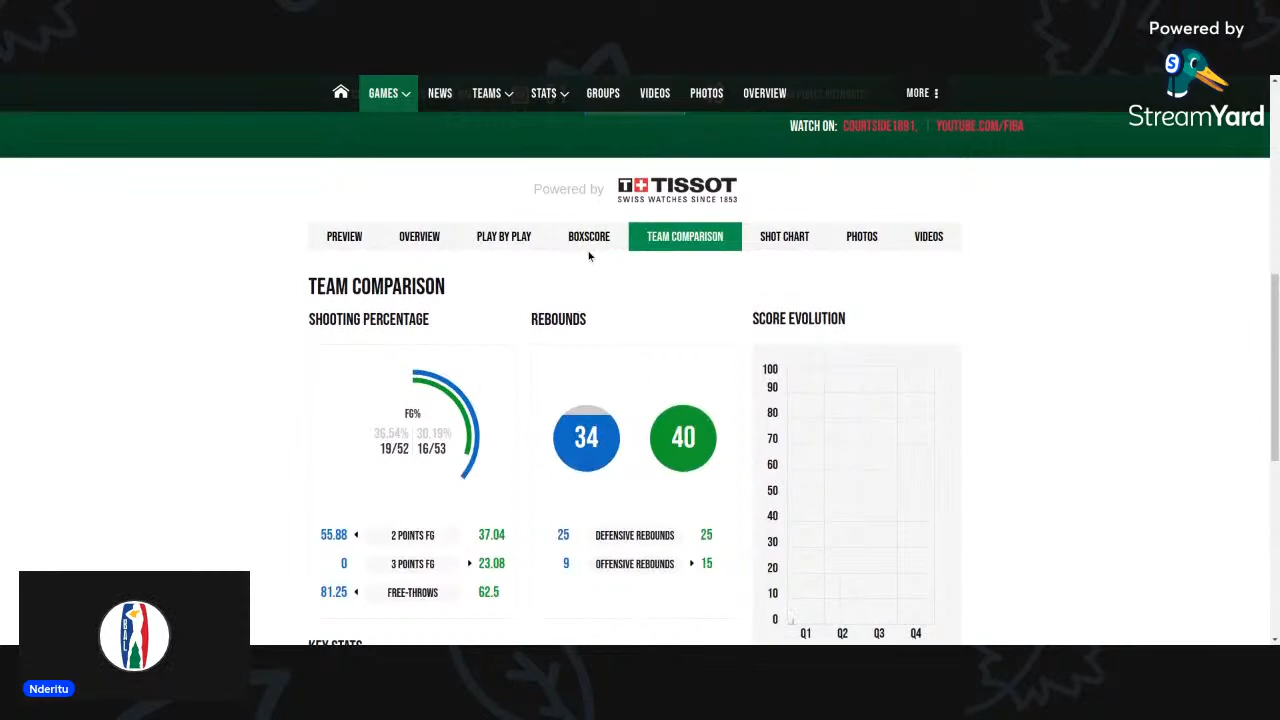 Powered by
StreamYard
GAMES NEWS TEAMS STATS GROUPS VIDEOS PHOTOS OVERVIEW MORE
WATCH ON: COURTSIDE1891, | YOUTUBE.COM/FIBA
Powered by TISSOT
SWISS WATCHES SINCE 1853
PREVIEW OVERVIEW PLAY BY PLAY BOXSCORE TEAM COMPARISON SHOT CHART PHOTOS VIDEOS
TEAM COMPARISON
SHOOTING PERCENTAGE
FG%
36.54% 30.19%
19/52 16/53
55.88 2 POINTS FG 37.04
0 3 POINTS FG 23.08
81.25 FREE-THROWS 62.5
REBOUNDS
34 40
25 DEFENSIVE REBOUNDS 25
9 OFFENSIVE REBOUNDS 15
SCORE EVOLUTION
100
90
80
70
60
50
40
30
20
10
0
Q1 Q2 Q3 Q4
KEY STATS
BAL
Nderitu